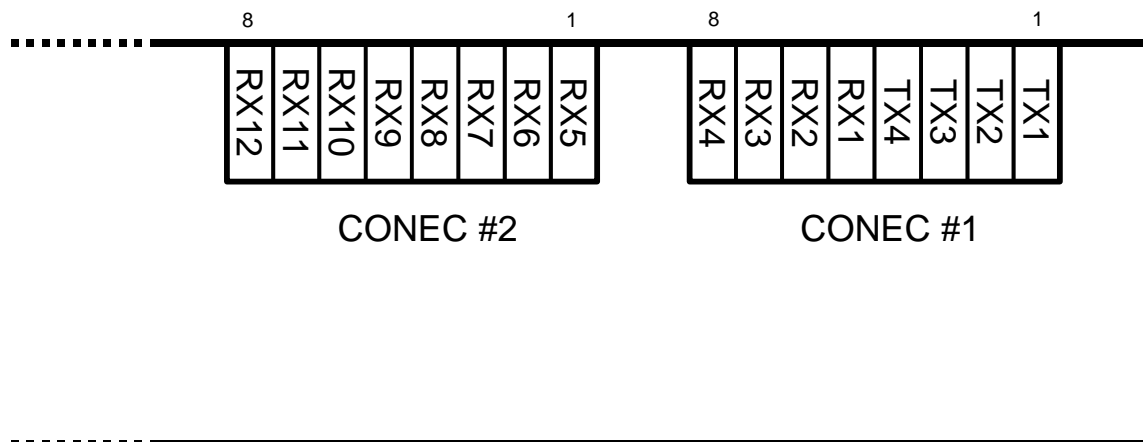 8 1 8 1
RX12 RX11 RX10 RX9 RX8 RX7 RX6 RX5 RX4 RX3 RX2 RX1 TX4 TX3 TX2 TX1
CONEC #2 CONEC #1